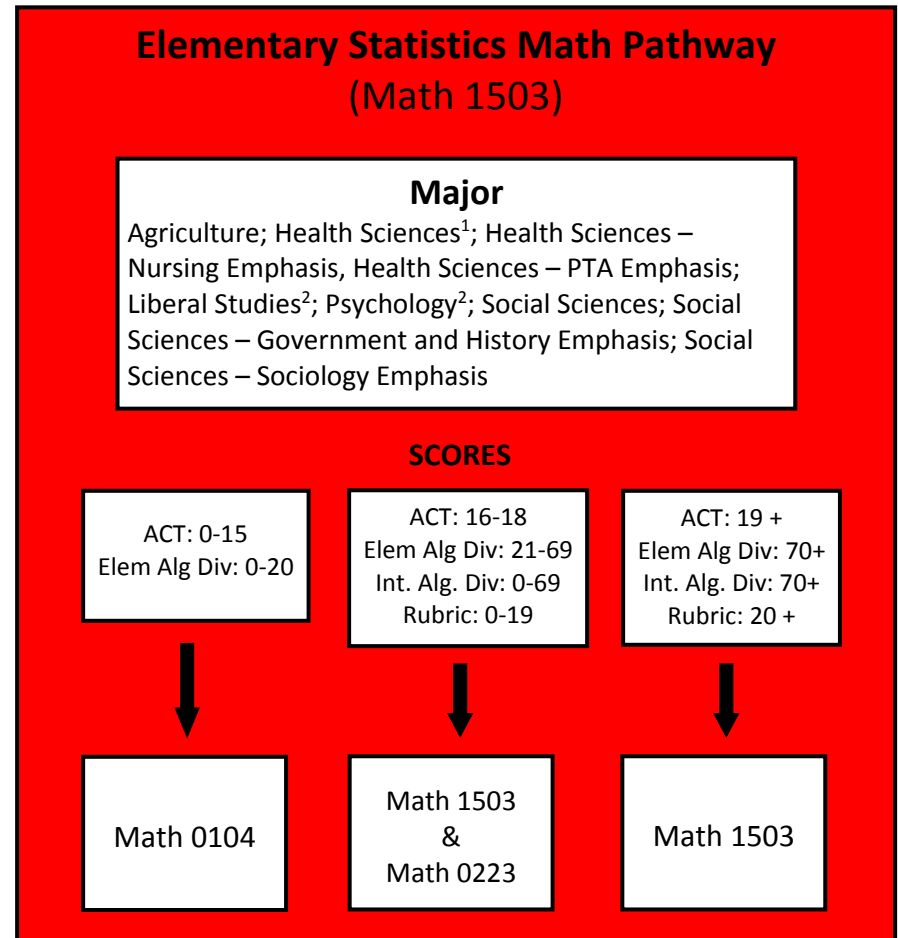 Elementary Statistics Math Pathway
(Math 1503)
Major
Agriculture; Health Sciences¹; Health Sciences –
Nursing Emphasis, Health Sciences – PTA Emphasis;
Liberal Studies²; Psychology²; Social Sciences; Social
Sciences – Government and History Emphasis; Social
Sciences – Sociology Emphasis
SCORES
ACT: 0-15
Elem Alg Div: 0-20
ACT: 16-18
Elem Alg Div: 21-69
Int. Alg. Div: 0-69
Rubric: 0-19
ACT: 19 +
Elem Alg Div: 70+
Int. Alg. Div: 70+
Rubric: 20 +
Math 0104
Math 1503
&
Math 0223
Math 1503